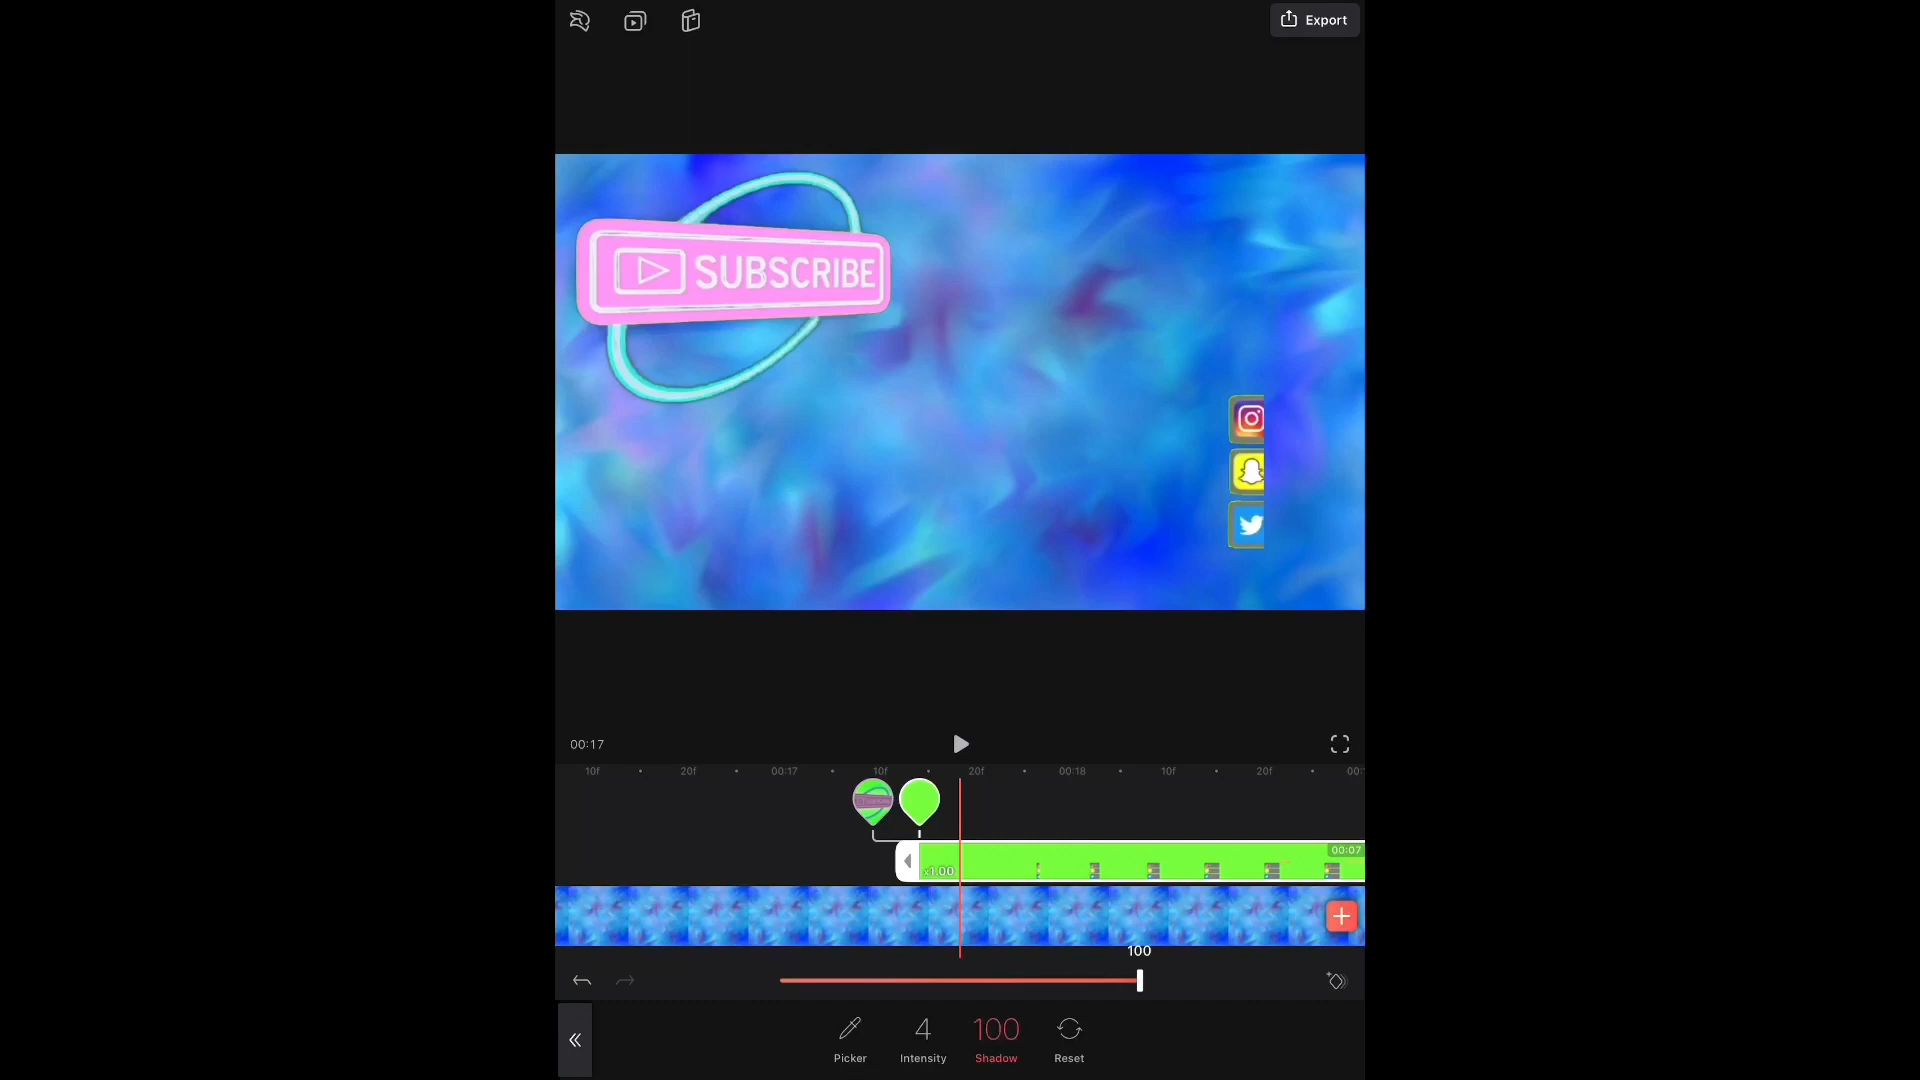 Export
SUBSCRIBE
00:17
10f 20f 00:17 10f 20f 00:18 10f 20f 00:
00:07
x1.00
100
4 100
Picker Intensity Shadow Reset